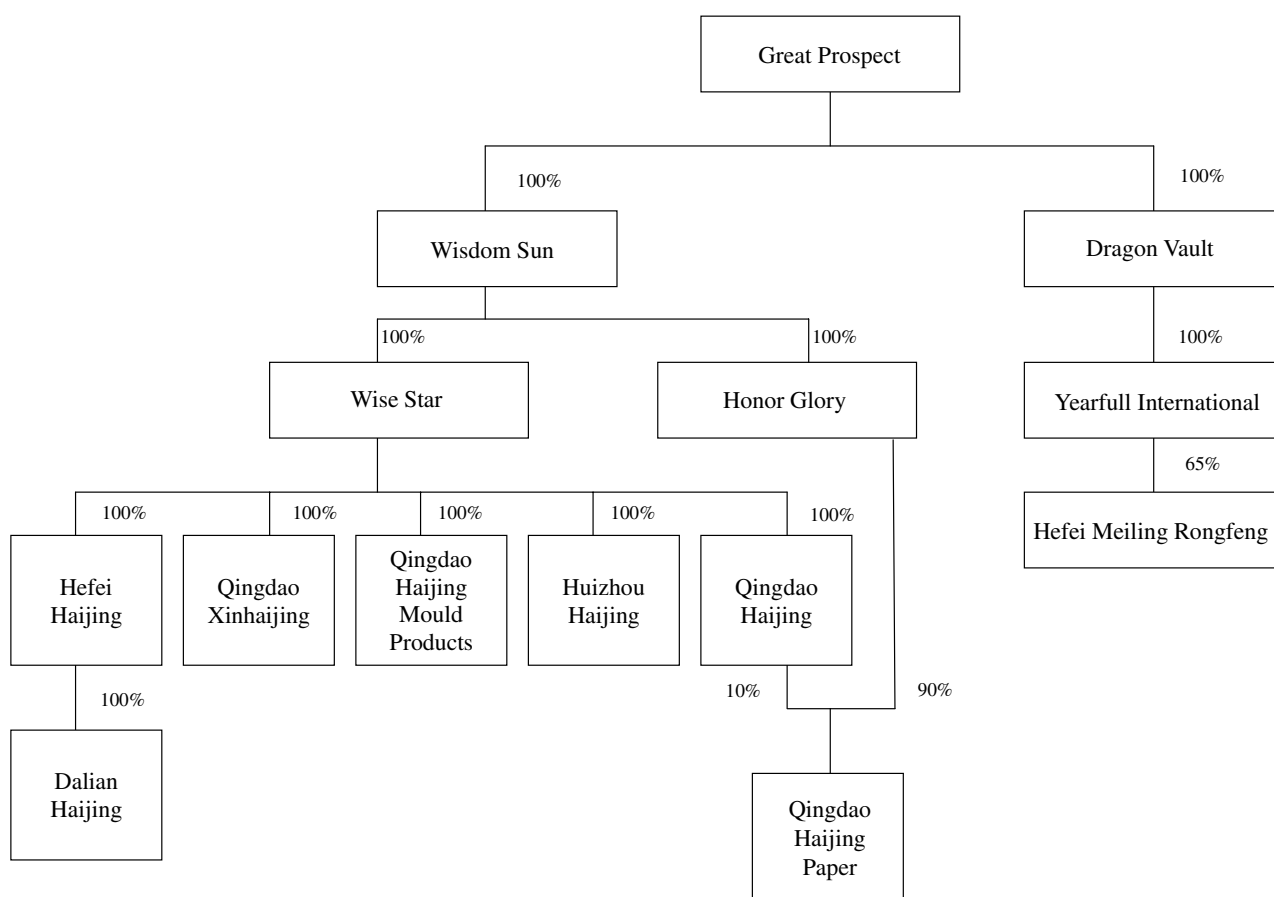 Great Prospect
100%
100%
Wisdom Sun
Dragon Vault
100%
100%
100%
Wise Star
Honor Glory
Yearfull International
65%
100%
100%
100%
100%
100%
Hefei Meiling Rongfeng
Hefei
Haijing
Qingdao
Xinhaijing
Qingdao
Haijing
Mould
Products
Huizhou
Haijing
Qingdao
Haijing
100%
10%
90%
Dalian
Haijing
Qingdao
Haijing
Paper